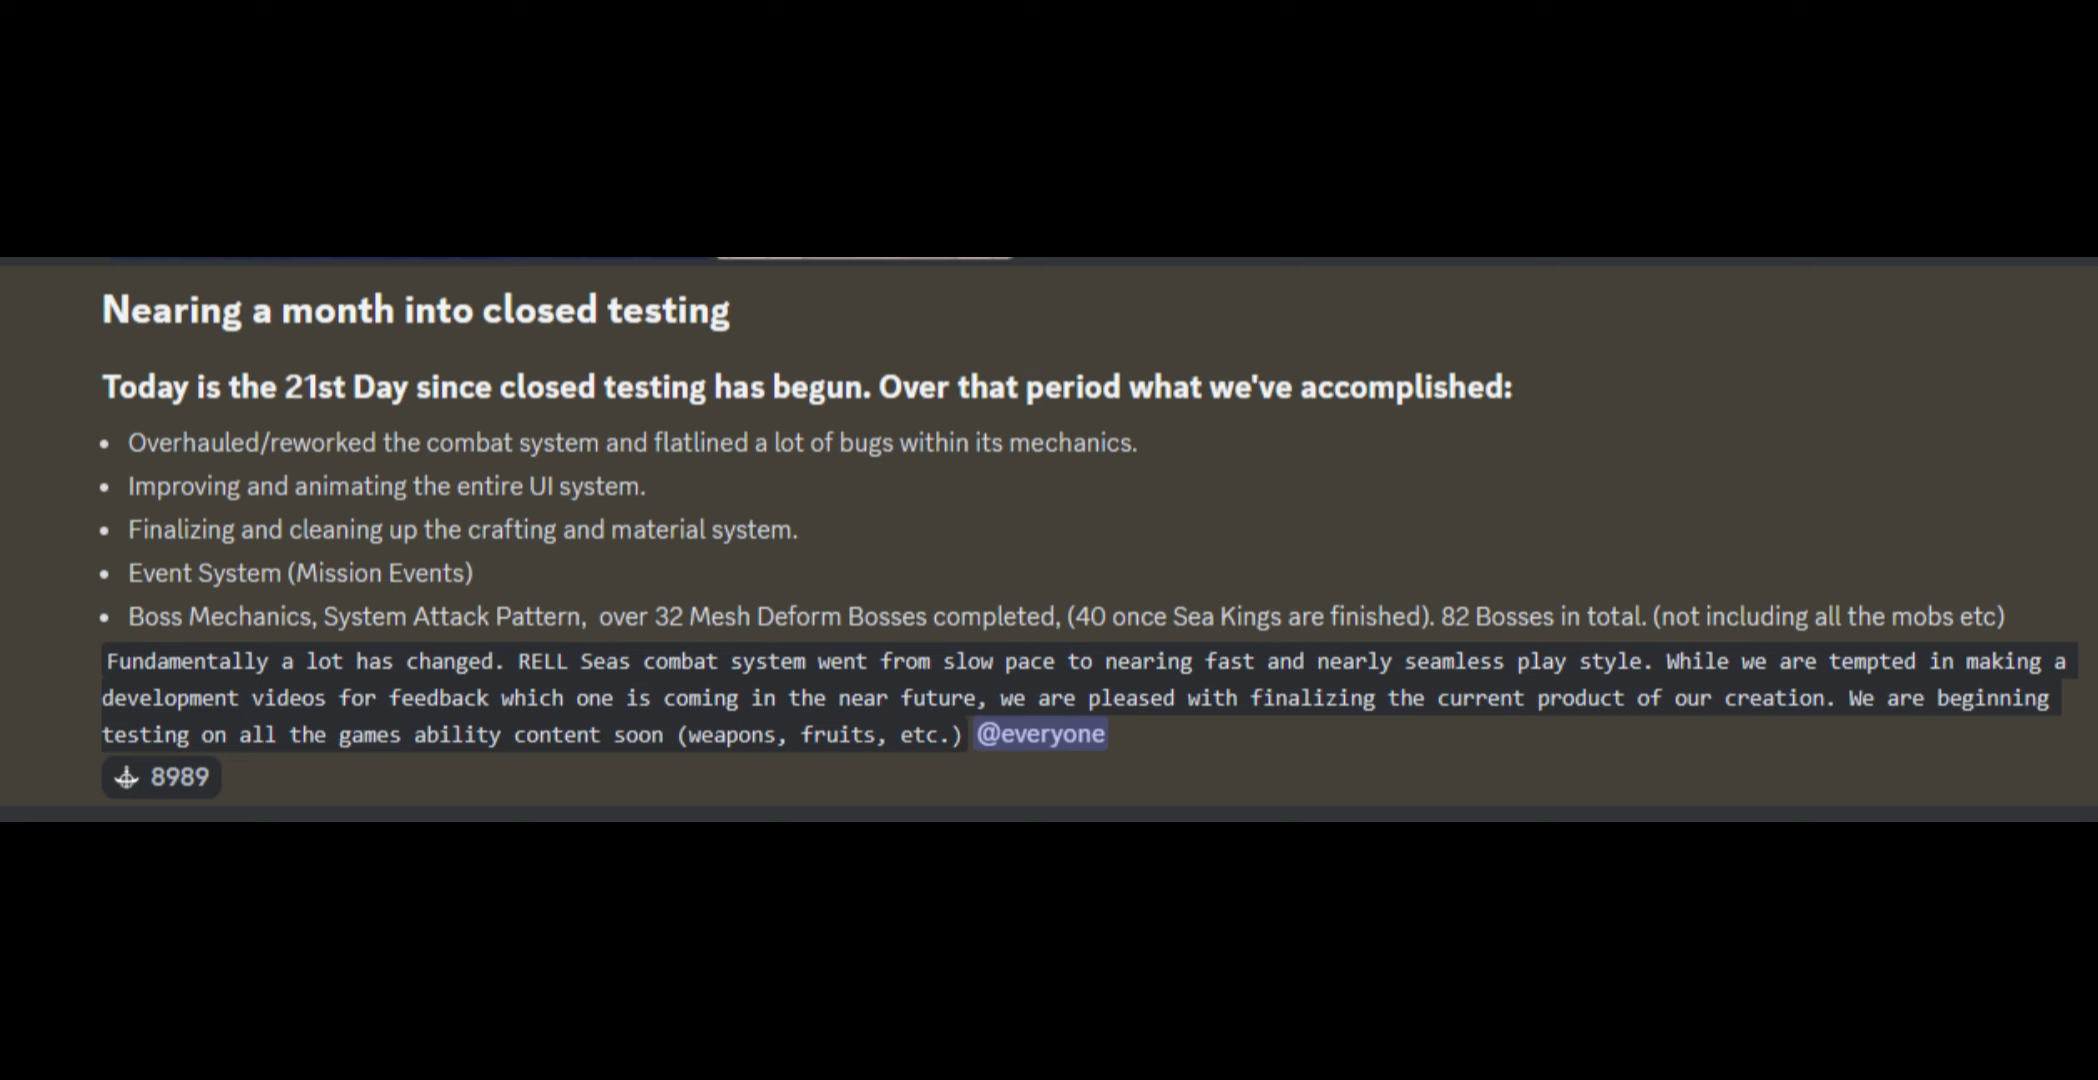 Nearing a month into closed testing
Today is the 21st Day since closed testing has begun. Over that period what we've accomplished:
• Overhauled/reworked the combat system and flatlined a lot of bugs within its mechanics.
• Improving and animating the entire UI system.
• Finalizing and cleaning up the crafting and material system.
• Event System (Mission Events)
• Boss Mechanics, System Attack Pattern,  over 32 Mesh Deform Bosses completed, (40 once Sea Kings are finished). 82 Bosses in total. (not including all the mobs etc)
Fundamentally a lot has changed. RELL Seas combat system went from slow pace to nearing fast and nearly seamless play style. While we are tempted in making a
development videos for feedback which one is coming in the near future, we are pleased with finalizing the current product of our creation. We are beginning
testing on all the games ability content soon (weapons, fruits, etc.) @everyone
8989